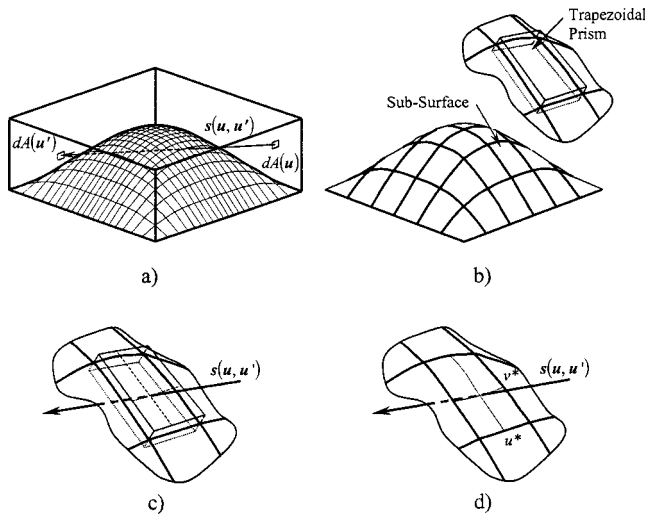 Trapezoidal
Prism
Sub-Surface
s(u, u')
dA(u')
dA(u)
a)
b)
s(u, u')
s(u, u')
v*
u*
c)
d)